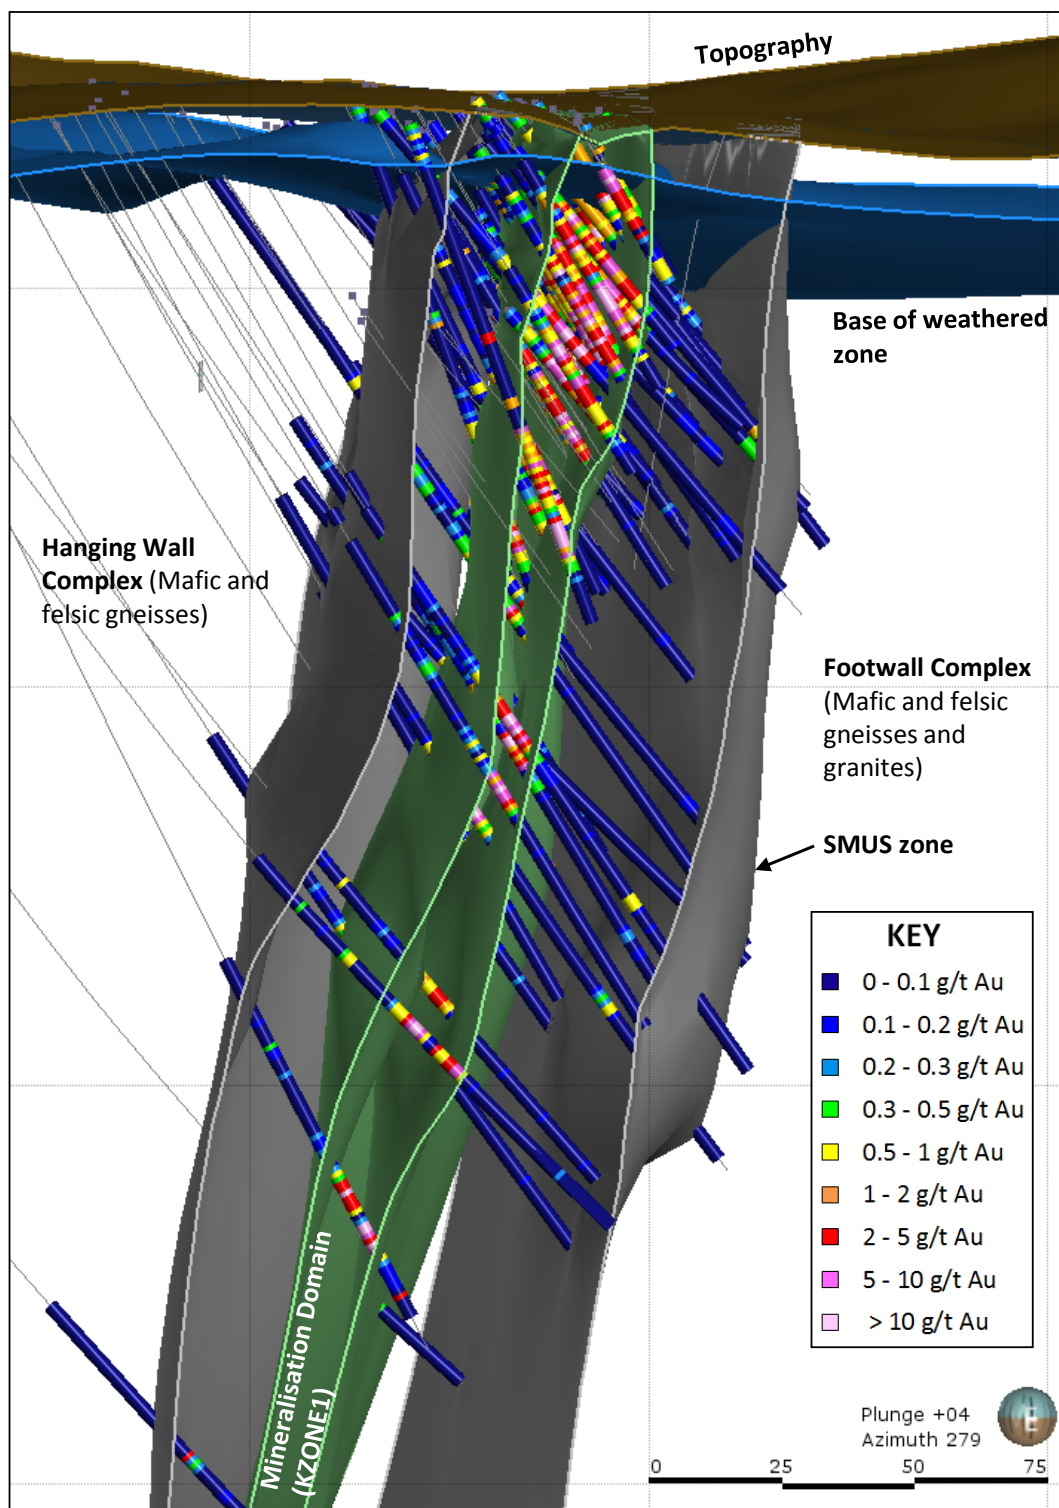 Topography
Base of weathered
zone
Hanging Wall
Complex (Mafic and
felsic gneisses)
Footwall Complex
(Mafic and felsic
gneisses and
granites)
SMUS zone
KEY
0 - 0.1 g/t Au
0.1 - 0.2 g/t Au
0.2 - 0.3 g/t Au
0.3 - 0.5 g/t Au
0.5 - 1 g/t Au
1 - 2 g/t Au
2 - 5 g/t Au
5 - 10 g/t Au
> 10 g/t Au
Mineralisation Domain
(KZONE1)
Plunge +04
Azimuth 279
E
0 25 50 75